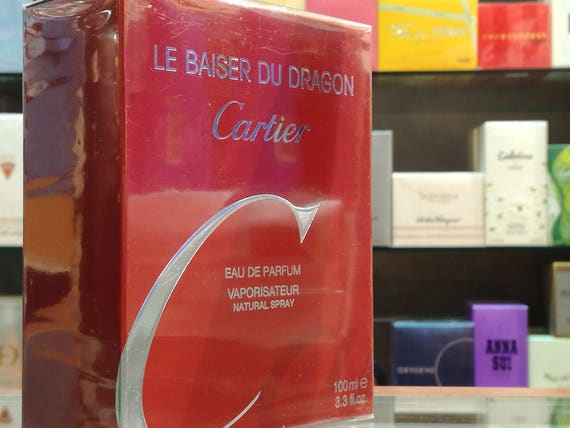 LE BAISER DU DRAGON
Cartier
EAU DE PARFUM
VAPORISATEUR
NATURAL SPRAY
100 ml e
3.3 fl.oz.
Cabotine
ANNA
SUI